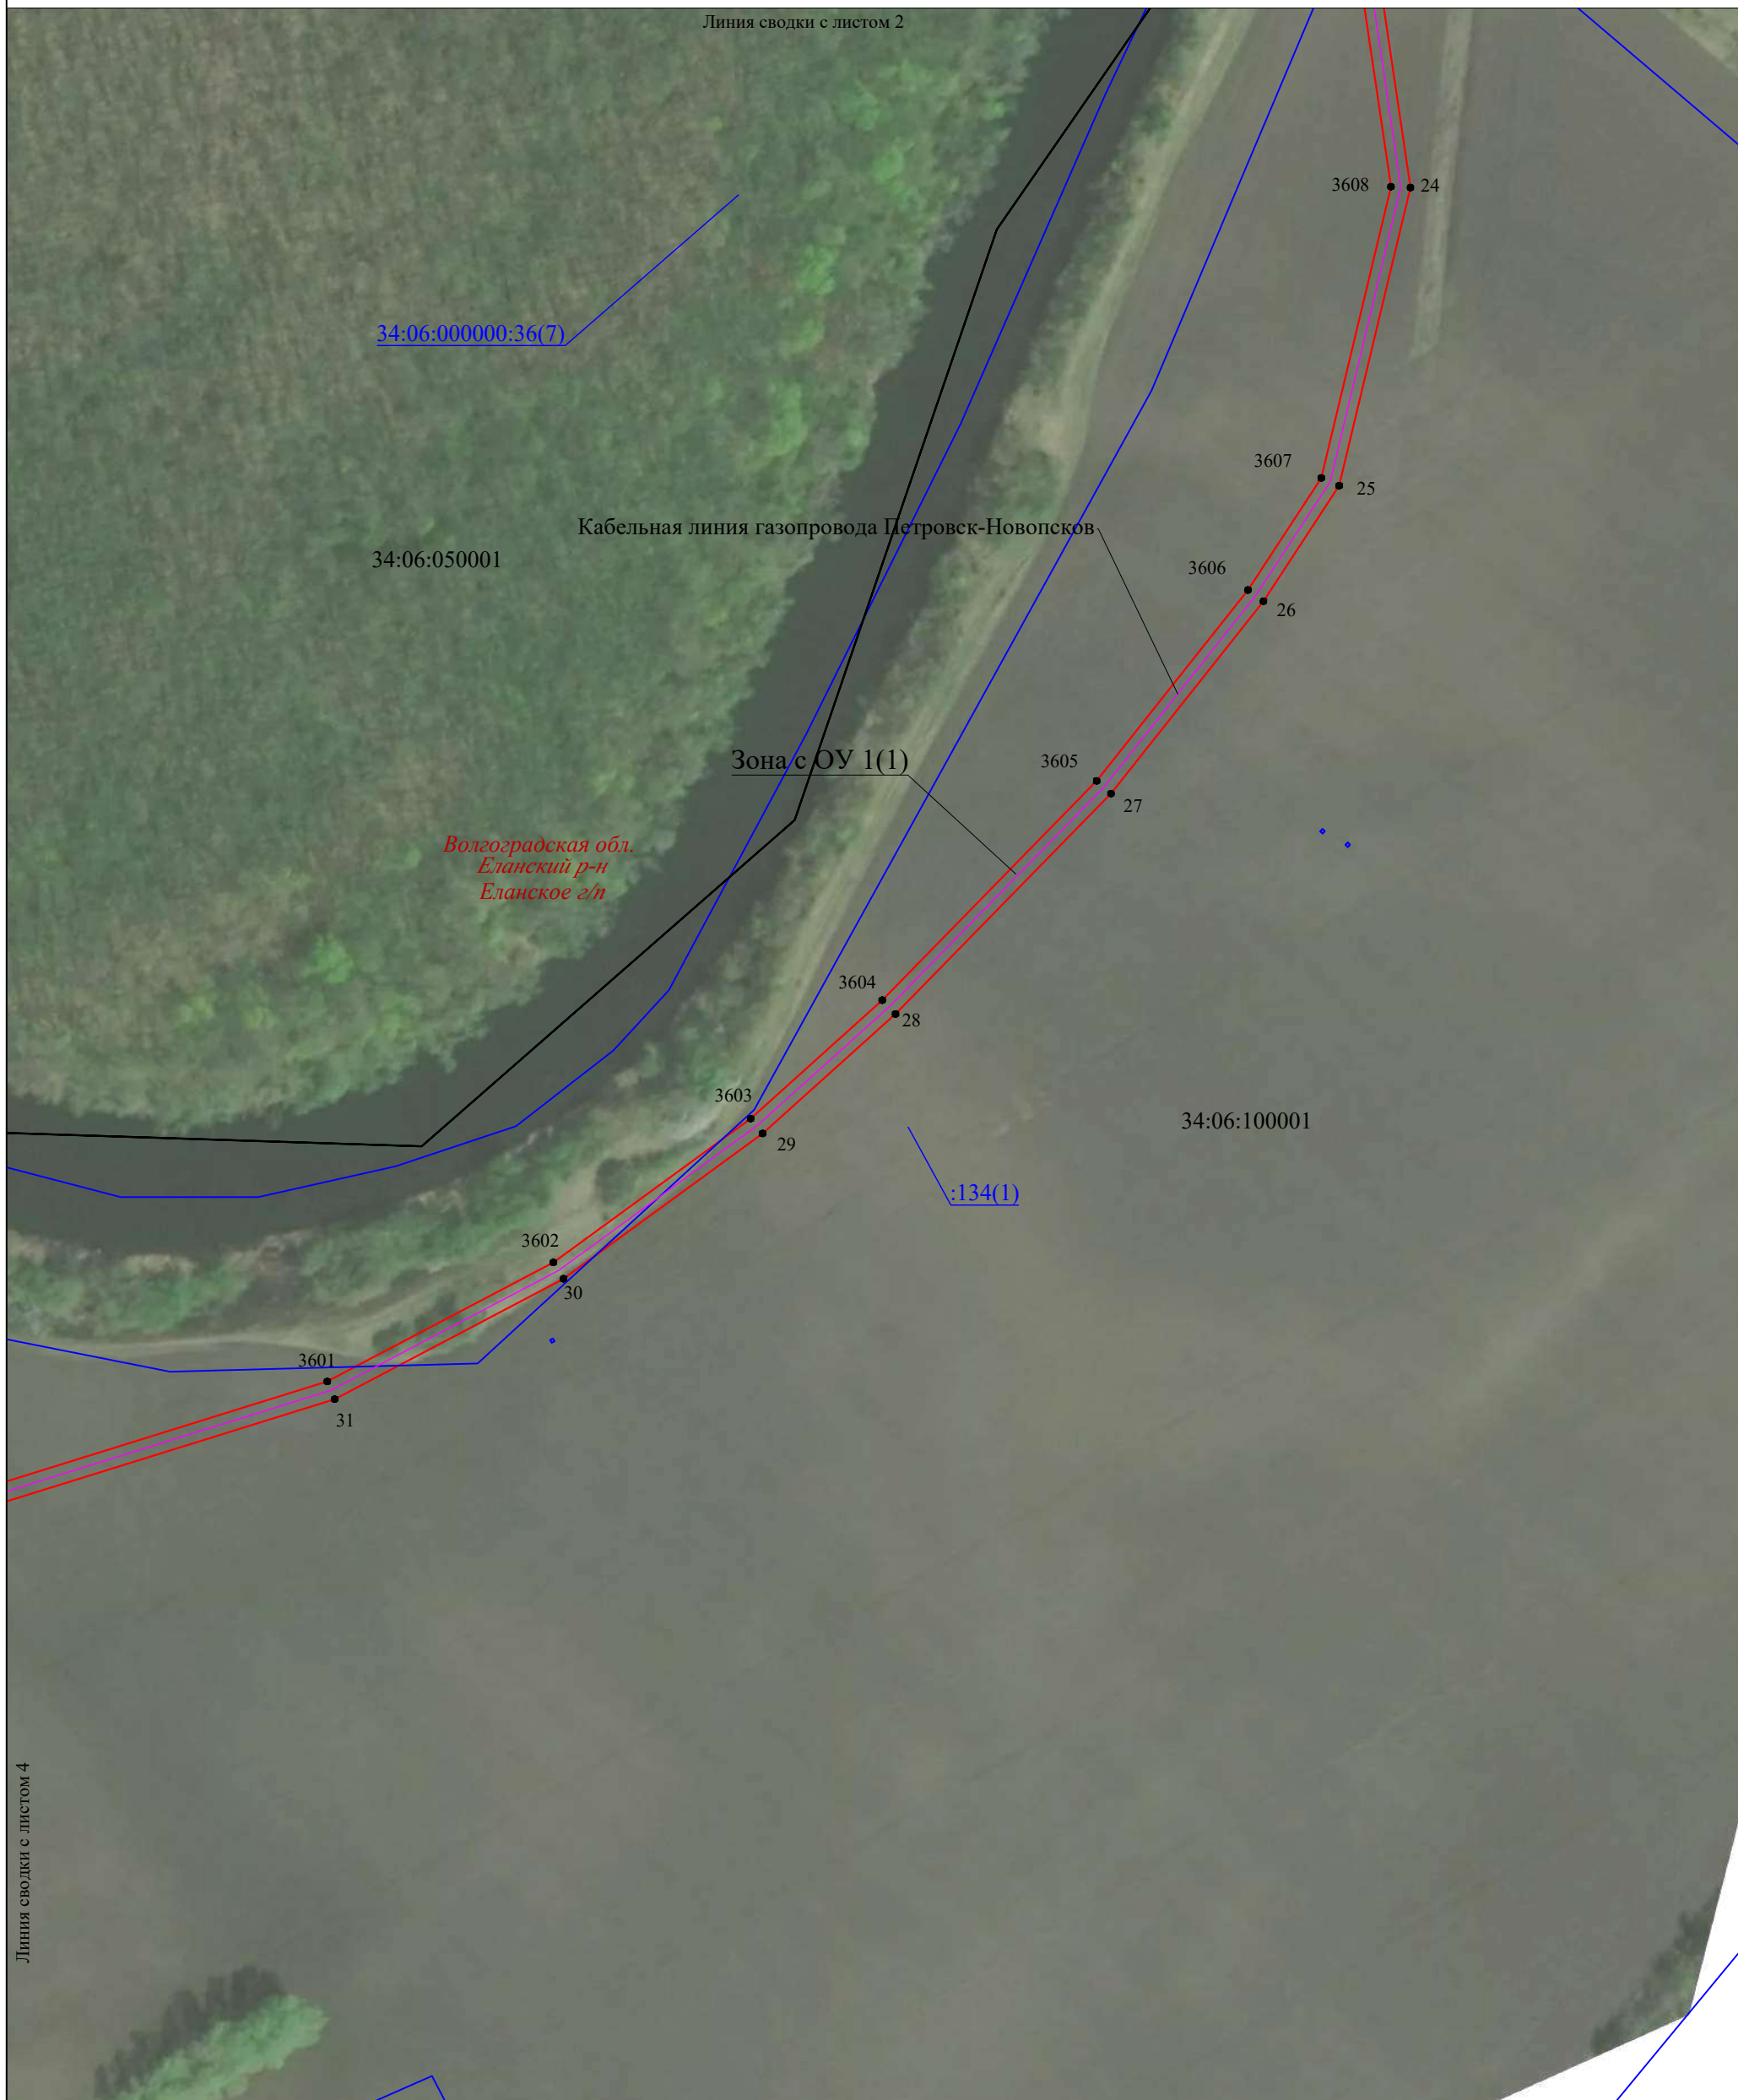 Линия сводки с листом 2
3608
24
34:06:000000:36(7)
3607
25
Кабельная линия газопровода Петровск-Новопсков
34:06:050001
3606
26
Зона с ОУ 1(1)
3605
27
Волгоградская обл.
Еланский р-н
Еланское г/п
3604
28
3603
29
34:06:100001
:134(1)
3602
30
3601
31
Линия сводки с листом 4